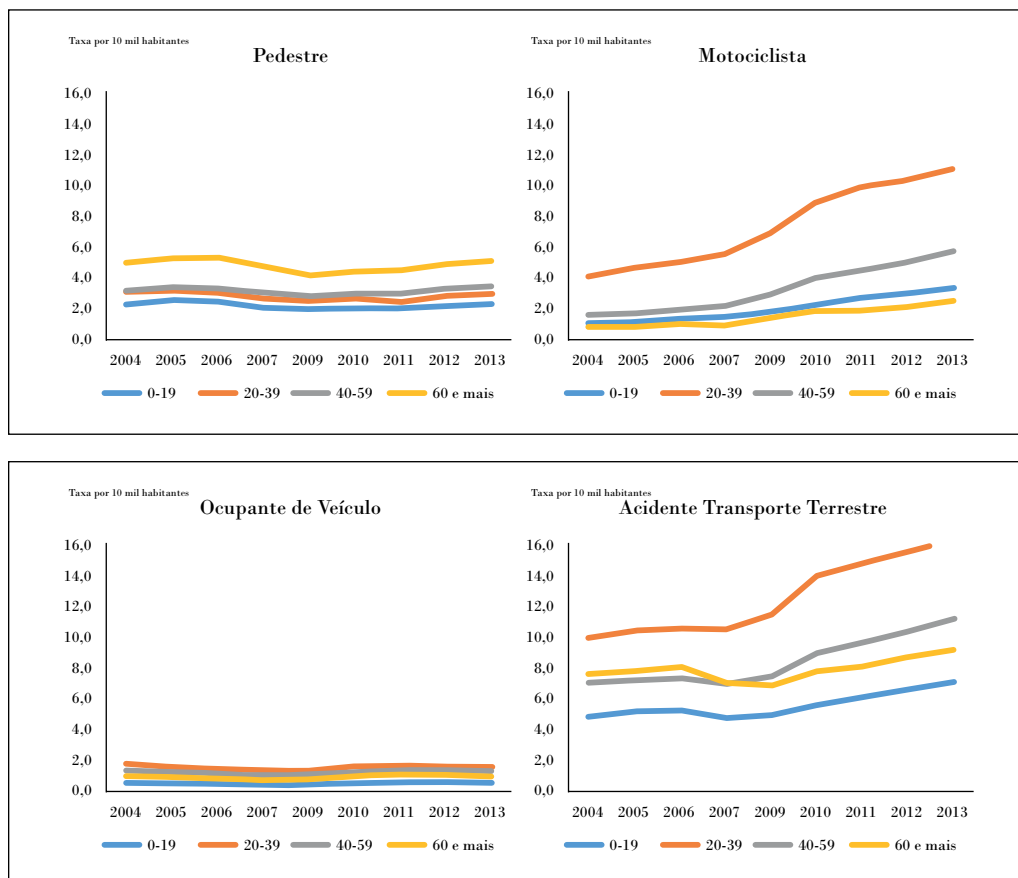 Taxa por 10 mil habitantes
Pedestre
16,0
14,0
12,0
10,0
8,0
6,0
4,0
2,0
0,0
2004 2005 2006 2007 2009 2010 2011 2012 2013
0-19 20-39 40-59 60 e mais
Taxa por 10 mil habitantes
Motociclista
16,0
14,0
12,0
10,0
8,0
6,0
4,0
2,0
0,0
2004 2005 2006 2007 2009 2010 2011 2012 2013
0-19 20-39 40-59 60 e mais
Taxa por 10 mil habitantes
Ocupante de Veículo
16,0
14,0
12,0
10,0
8,0
6,0
4,0
2,0
0,0
2004 2005 2006 2007 2009 2010 2011 2012 2013
0-19 20-39 40-59 60 e mais
Taxa por 10 mil habitantes
Acidente Transporte Terrestre
16,0
14,0
12,0
10,0
8,0
6,0
4,0
2,0
0,0
2004 2005 2006 2007 2009 2010 2011 2012 2013
0-19 20-39 40-59 60 e mais